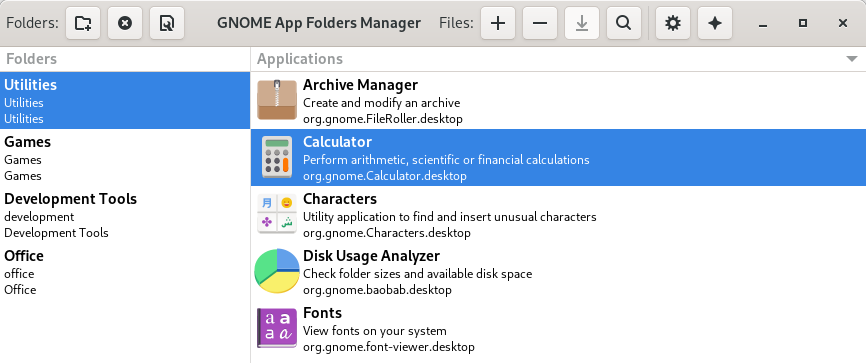 Folders: GNOME App Folders Manager Files:
Folders
Applications
Utilities
Utilities
Utilities
Games
Games
Games
Development Tools
development
Development Tools
Office
office
Office
Archive Manager
Create and modify an archive
org.gnome.FileRoller.desktop
Calculator
Perform arithmetic, scientific or financial calculations
org.gnome.Calculator.desktop
Characters
Utility application to find and insert unusual characters
org.gnome.Characters.desktop
Disk Usage Analyzer
Check folder sizes and available disk space
org.gnome.baobab.desktop
Fonts
View fonts on your system
org.gnome.font-viewer.desktop